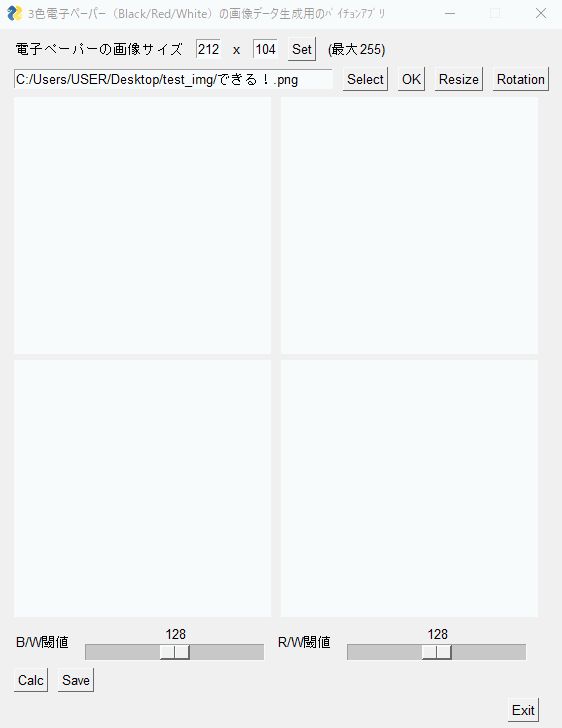 3色電子ペーパー（Black/Red/White）の画像データ生成用のﾊﾟｲﾁｮﾝｱﾌﾟﾘ
電子ペーパーの画像サイズ 212 x 104 Set (最大255)
C:/Users/USER/Desktop/test_img/できる！.png Select OK Resize Rotation
128 128
B/W閾値 R/W閾値
Calc Save
Exit